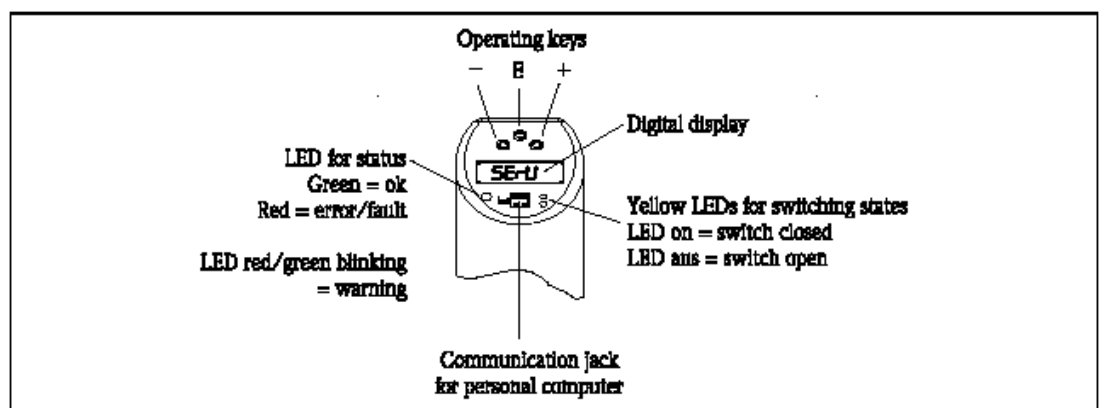 Operating keys
− E +
Digital display
SErU
LED for status
Green = ok
Red = error/fault
Yellow LEDs for switching states
LED on = switch closed
LED aus = switch open
LED red/green blinking
= warning
Communication jack
for personal computer